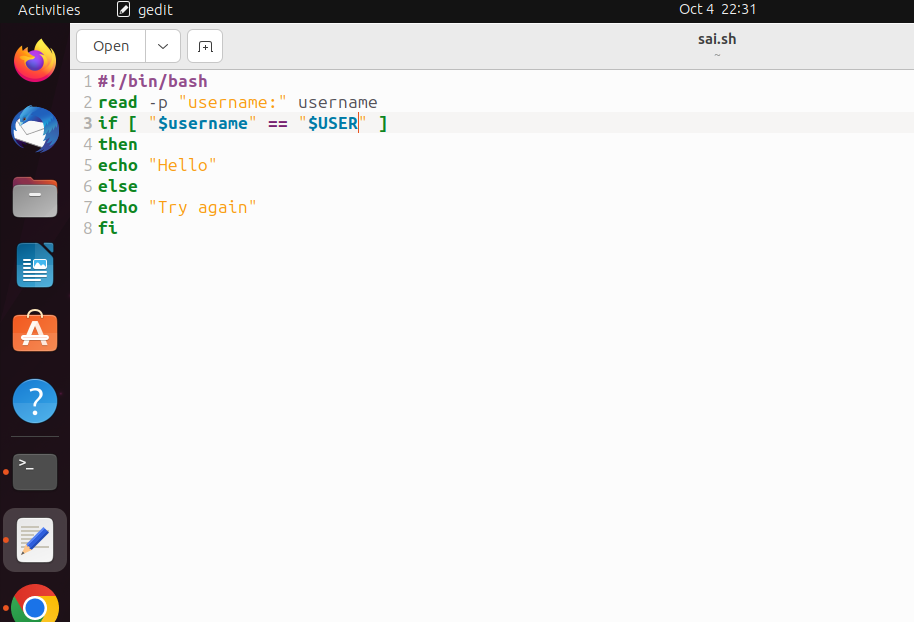 Activities gedit Oct 4 22:31
Open sai.sh
~
1 #!/bin/bash
2 read -p "username:" username
3 if [ "$username" == "$USER" ]
4 then
5 echo "Hello"
6 else
7 echo "Try again"
8 fi
>_
?